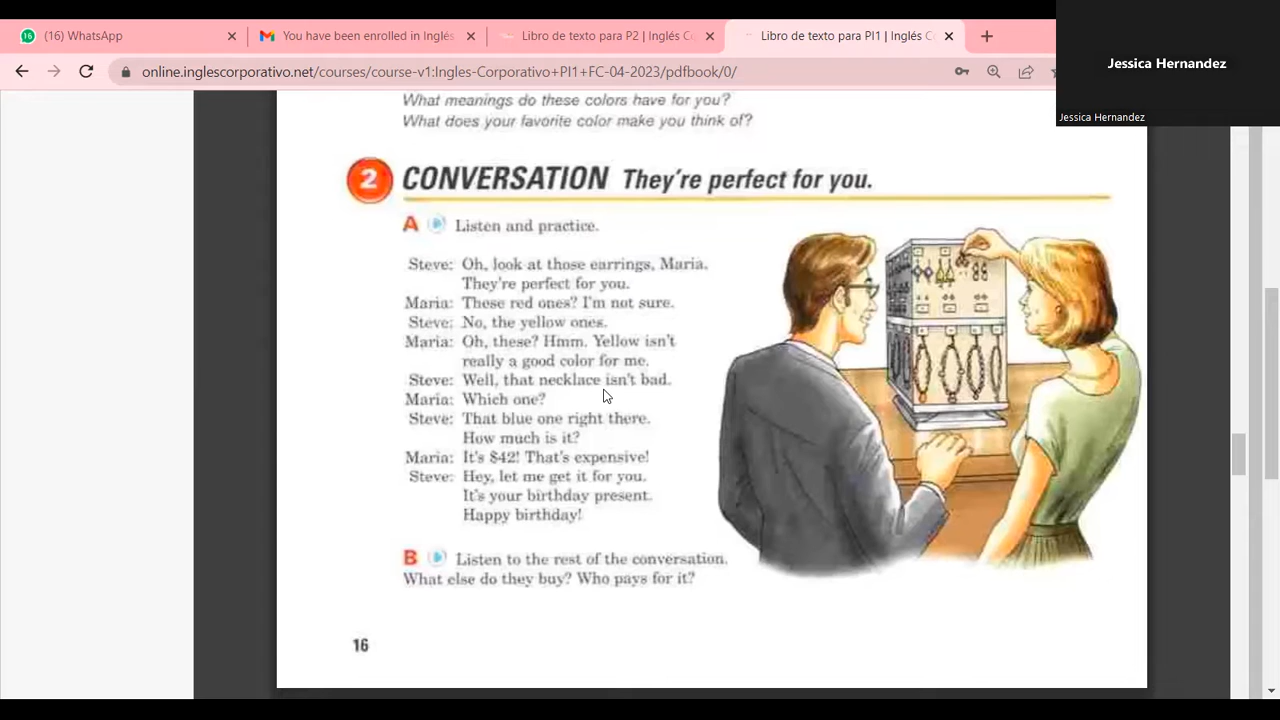 (16) WhatsApp
You have been enrolled in Inglés
Libro de texto para P2 | Inglés Co
Libro de texto para PI1 | Inglés C
online.inglescorporativo.net/courses/course-v1:Ingles-Corporativo+PI1+FC-04-2023/pdfbook/0/
Jessica Hernandez
Jessica Hernandez
What meanings do these colors have for you?
What does your favorite color make you think of?
2 CONVERSATION They're perfect for you.
A Listen and practice.
Steve: Oh, look at those earrings, Maria.
They're perfect for you.
Maria: These red ones? I'm not sure.
Steve: No, the yellow ones.
Maria: Oh, these? Hmm. Yellow isn't
really a good color for me.
Steve: Well, that necklace isn't bad.
Maria: Which one?
Steve: That blue one right there.
How much is it?
Maria: It's $42! That's expensive!
Steve: Hey, let me get it for you.
It's your birthday present.
Happy birthday!
B Listen to the rest of the conversation.
What else do they buy? Who pays for it?
16